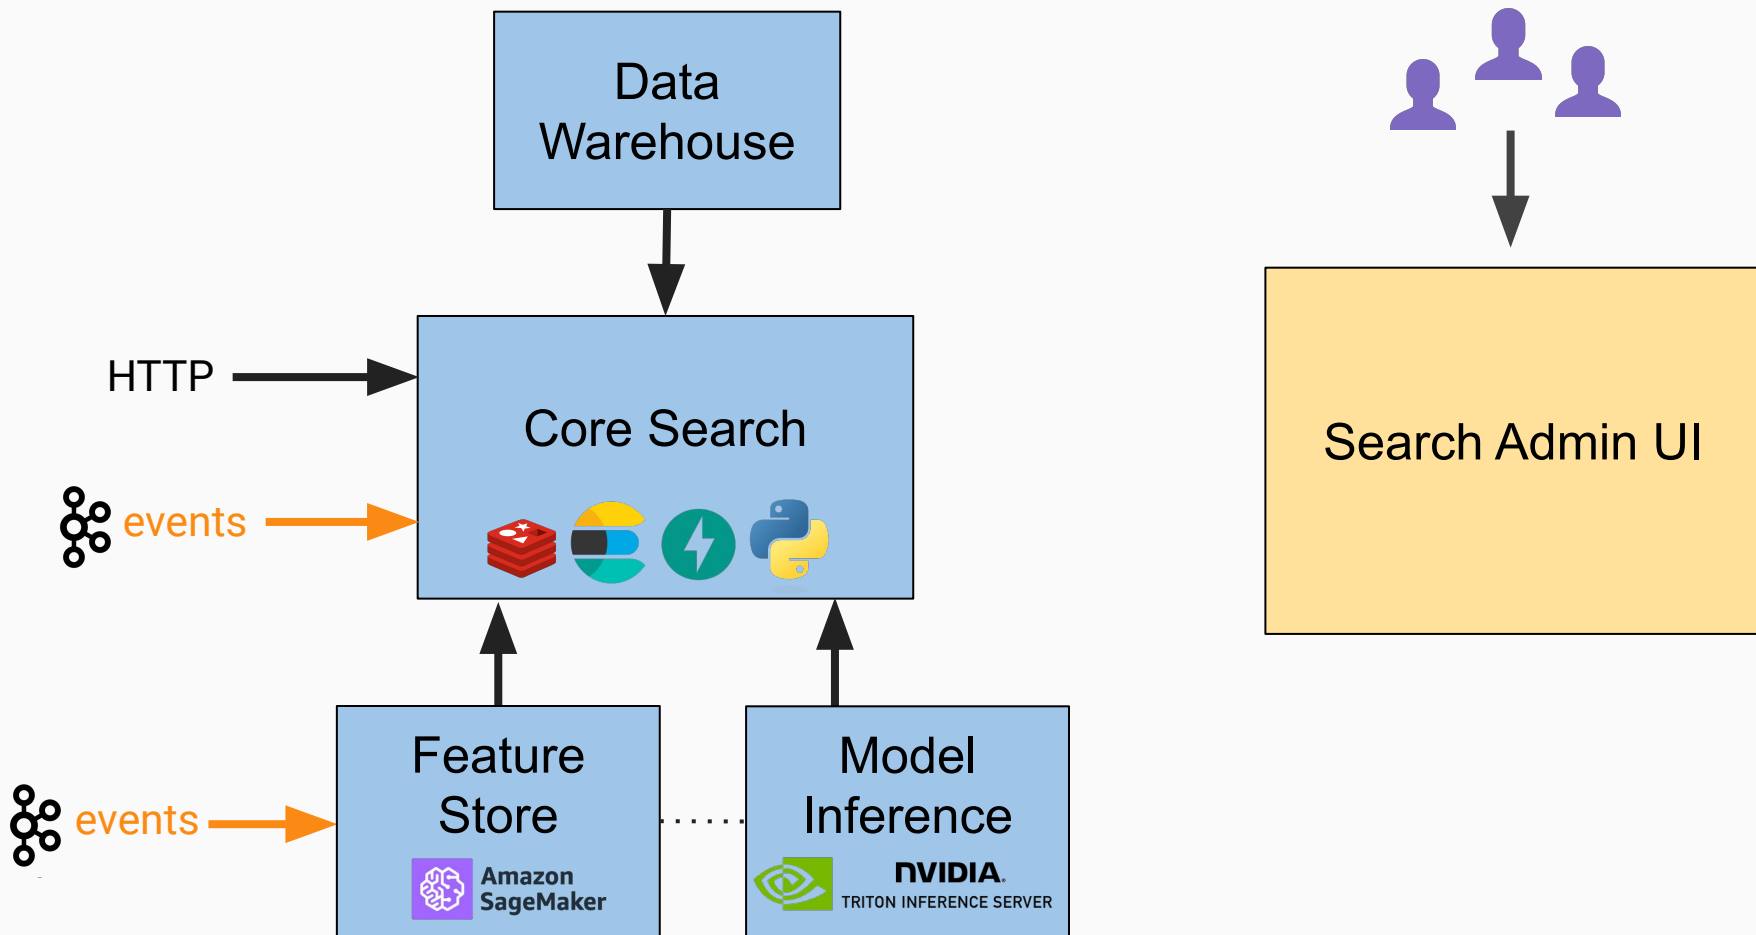 Data
Warehouse
HTTP
Core Search
Search Admin UI
events
Feature
Store
Model
Inference
events
Amazon
SageMaker
NVIDIA.
TRITON INFERENCE SERVER